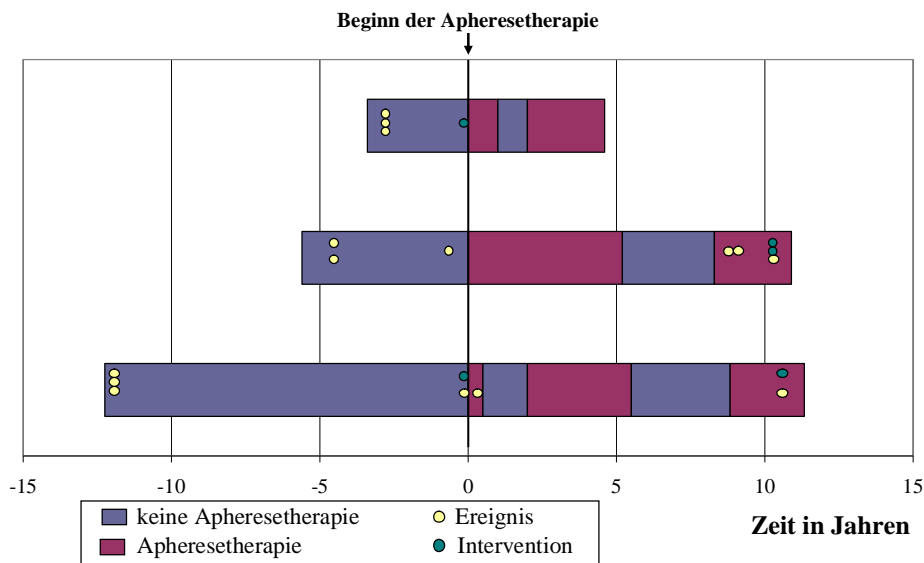 Beginn der Apheresetherapie
-15 -10 -5 0 5 10 15
keine Apheresetherapie Ereignis
Apheresetherapie Intervention
Zeit in Jahren